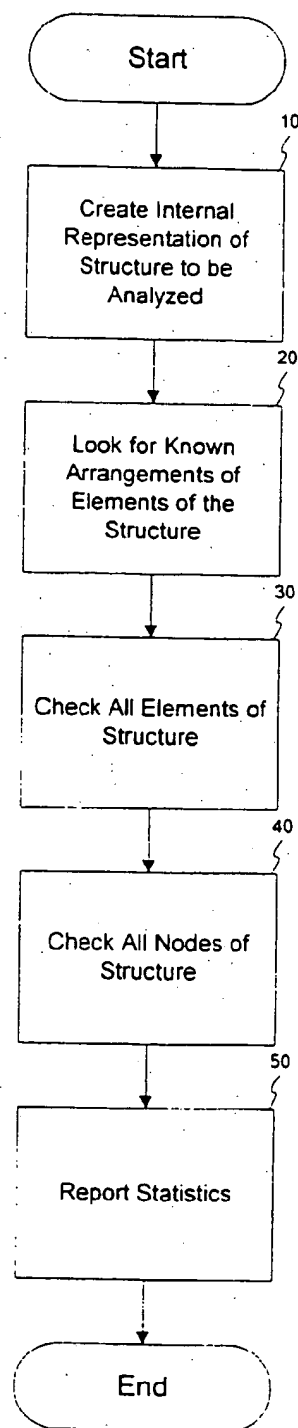 Start
10
Create Internal
Representation of
Structure to be
Analyzed
20
Look for Known
Arrangements of
Elements of the
Structure
30
Check All Elements of
Structure
40
Check All Nodes of
Structure
50
Report Statistics
End